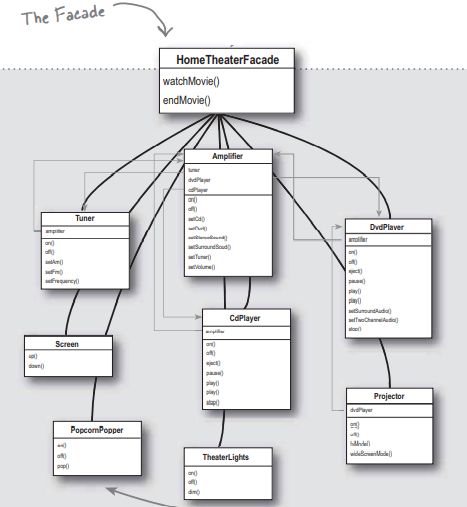 The Facade
HomeTheaterFacade
watchMovie()
endMovie()
Amplifier
tuner
dvdPlayer
cdPlayer
on()
off()
setCd()
setDvd()
setStereoSound()
setSurroundSoud()
setTuner()
setVolume()
Tuner
amplifier
on()
off()
setAm()
setFm()
setFrequency()
DvdPlayer
amplifier
on()
off()
eject()
pause()
play()
play()
setSurroundAudio()
setTwoChannelAudio()
stop()
Screen
up()
down()
CdPlayer
amplifier
on()
off()
eject()
pause()
play()
play()
stop()
PopcornPopper
on()
off()
pop()
TheaterLights
on()
off()
dim()
Projector
dvdPlayer
on()
off()
tvMode()
wideScreenMode()